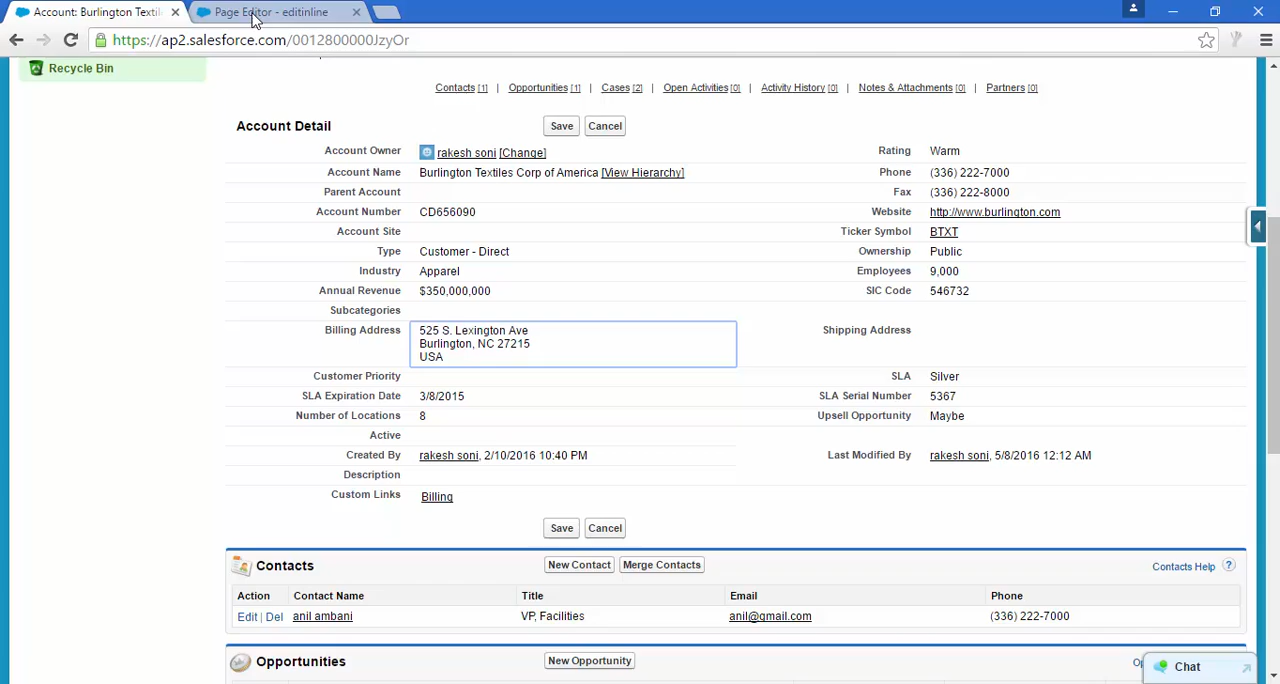 Account: Burlington Textil
Page Editor - editinline
https://ap2.salesforce.com/0012800000JzyOr
Recycle Bin
Contacts [1] | Opportunities [1] | Cases [2] | Open Activities [0] | Activity History [0] | Notes & Attachments [0] | Partners [0]
Account Detail Save Cancel
Account Owner rakesh soni [Change] Rating Warm
Account Name Burlington Textiles Corp of America [View Hierarchy] Phone (336) 222-7000
Parent Account Fax (336) 222-8000
Account Number CD656090 Website http://www.burlington.com
Account Site Ticker Symbol BTXT
Type Customer - Direct Ownership Public
Industry Apparel Employees 9,000
Annual Revenue $350,000,000 SIC Code 546732
Subcategories
Billing Address 525 S. Lexington Ave Shipping Address
Burlington, NC 27215
USA
Customer Priority SLA Silver
SLA Expiration Date 3/8/2015 SLA Serial Number 5367
Number of Locations 8 Upsell Opportunity Maybe
Active
Created By rakesh soni, 2/10/2016 10:40 PM Last Modified By rakesh soni, 5/8/2016 12:12 AM
Description
Custom Links Billing
Save Cancel
Contacts New Contact Merge Contacts Contacts Help ?
Action Contact Name Title Email Phone
Edit | Del anil ambani VP, Facilities anil@gmail.com (336) 222-7000
Opportunities New Opportunity
Chat